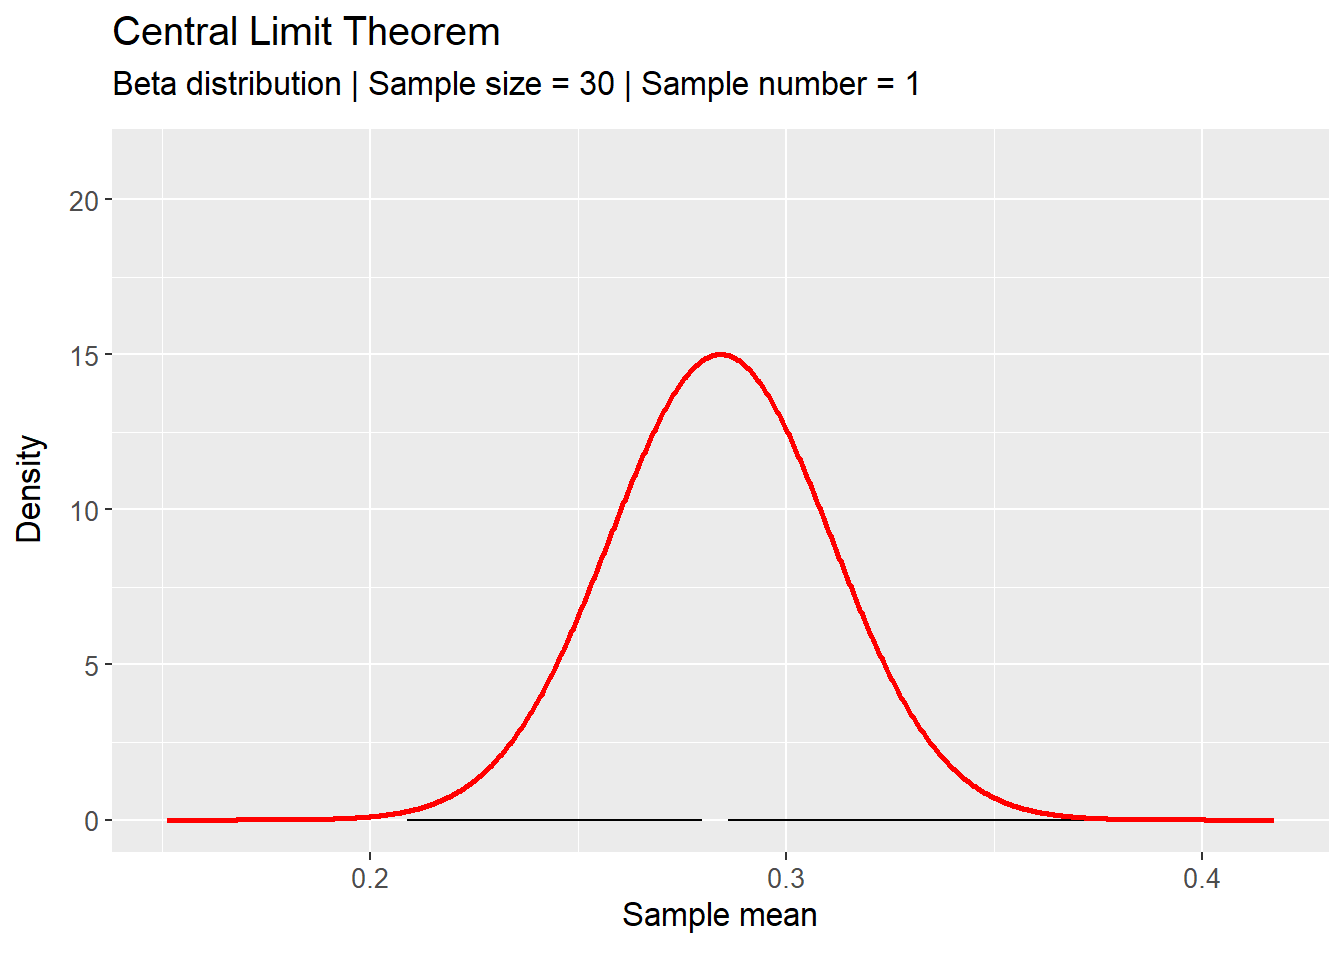 Central Limit Theorem
Beta distribution | Sample size = 30 | Sample number = 1
20
15
10
5
0
Density
0.2 0.3 0.4
Sample mean